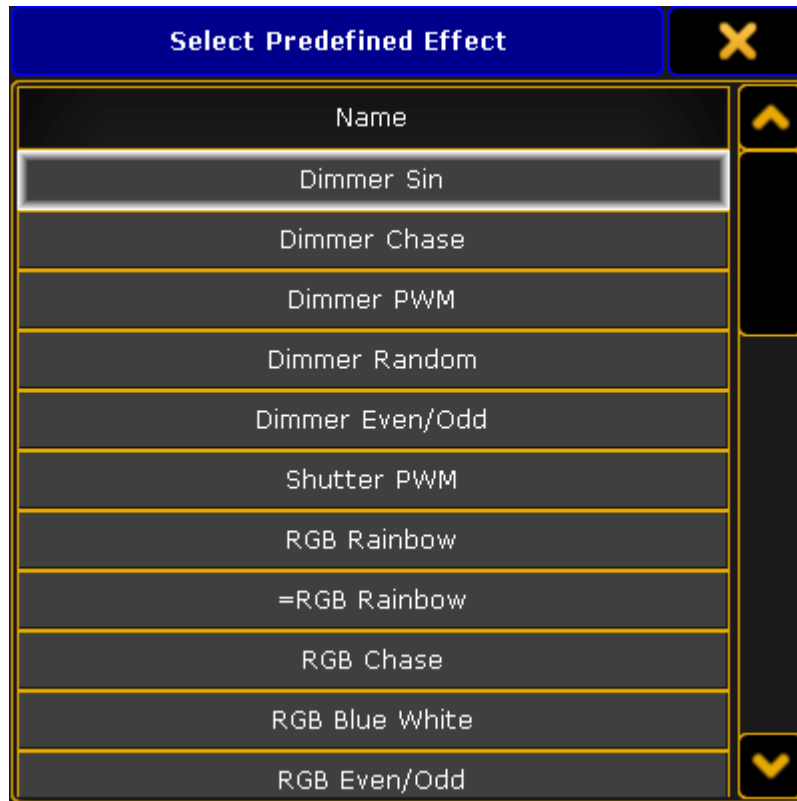 Select Predefined Effect
Name
Dimmer Sin
Dimmer Chase
Dimmer PWM
Dimmer Random
Dimmer Even/Odd
Shutter PWM
RGB Rainbow
=RGB Rainbow
RGB Chase
RGB Blue White
RGB Even/Odd